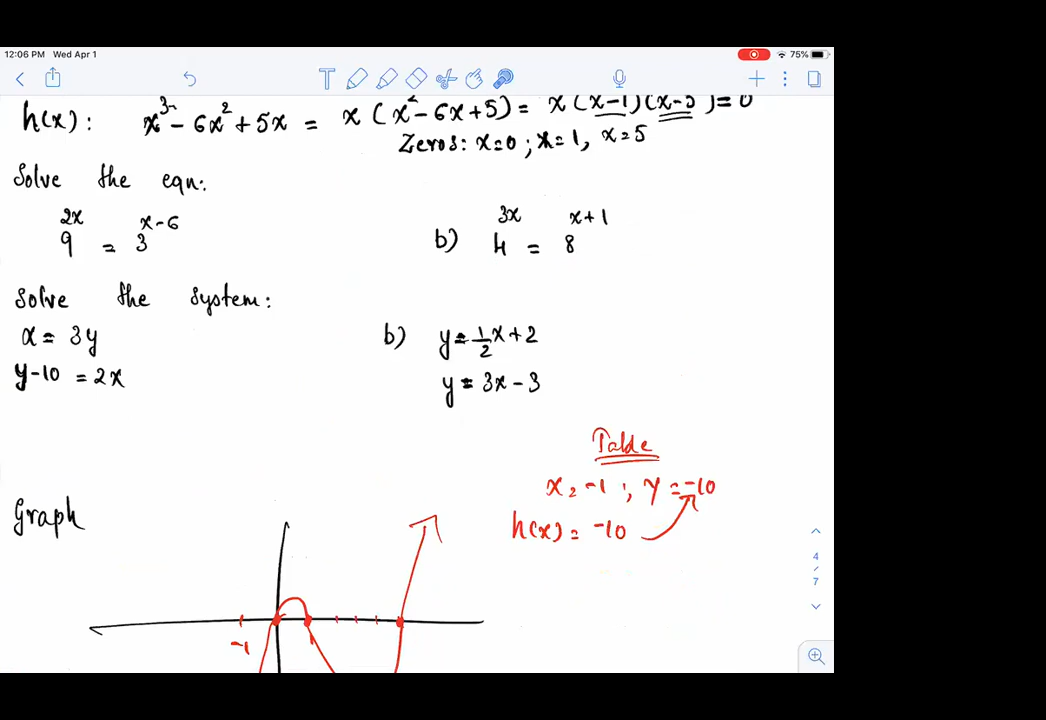 12:06 PM Wed Apr 1
75%
h(x): x³ - 6x² + 5x = x (x² - 6x + 5) = x (x-1)(x-5) = 0
Zeros: x=0 ; x=1, x=5
Solve the eqn:
9^2x = 3^x-6
b) 4^3x = 8^x+1
Solve the system:
x = 3y
y-10 = 2x
b) y = 1/2 x + 2
y = 3x - 3
Table
x = -1 ; y = -10
h(x) = -10
Graph
-1
1
4
/
7